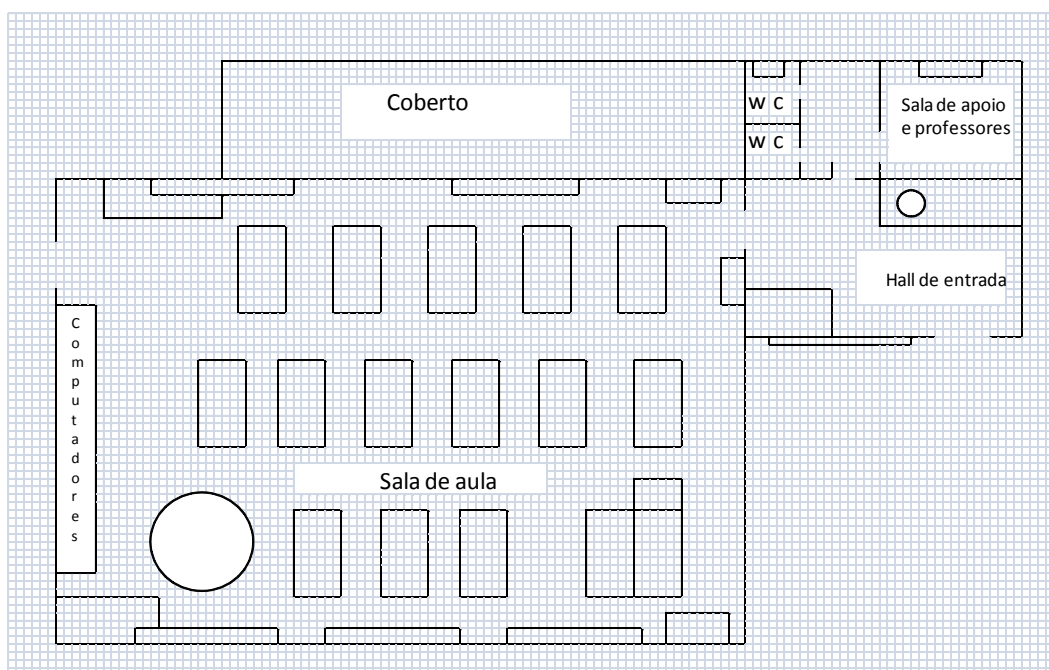 Coberto
W C
W C
Sala de apoio
e professores
Hall de entrada
Computadores
Sala de aula